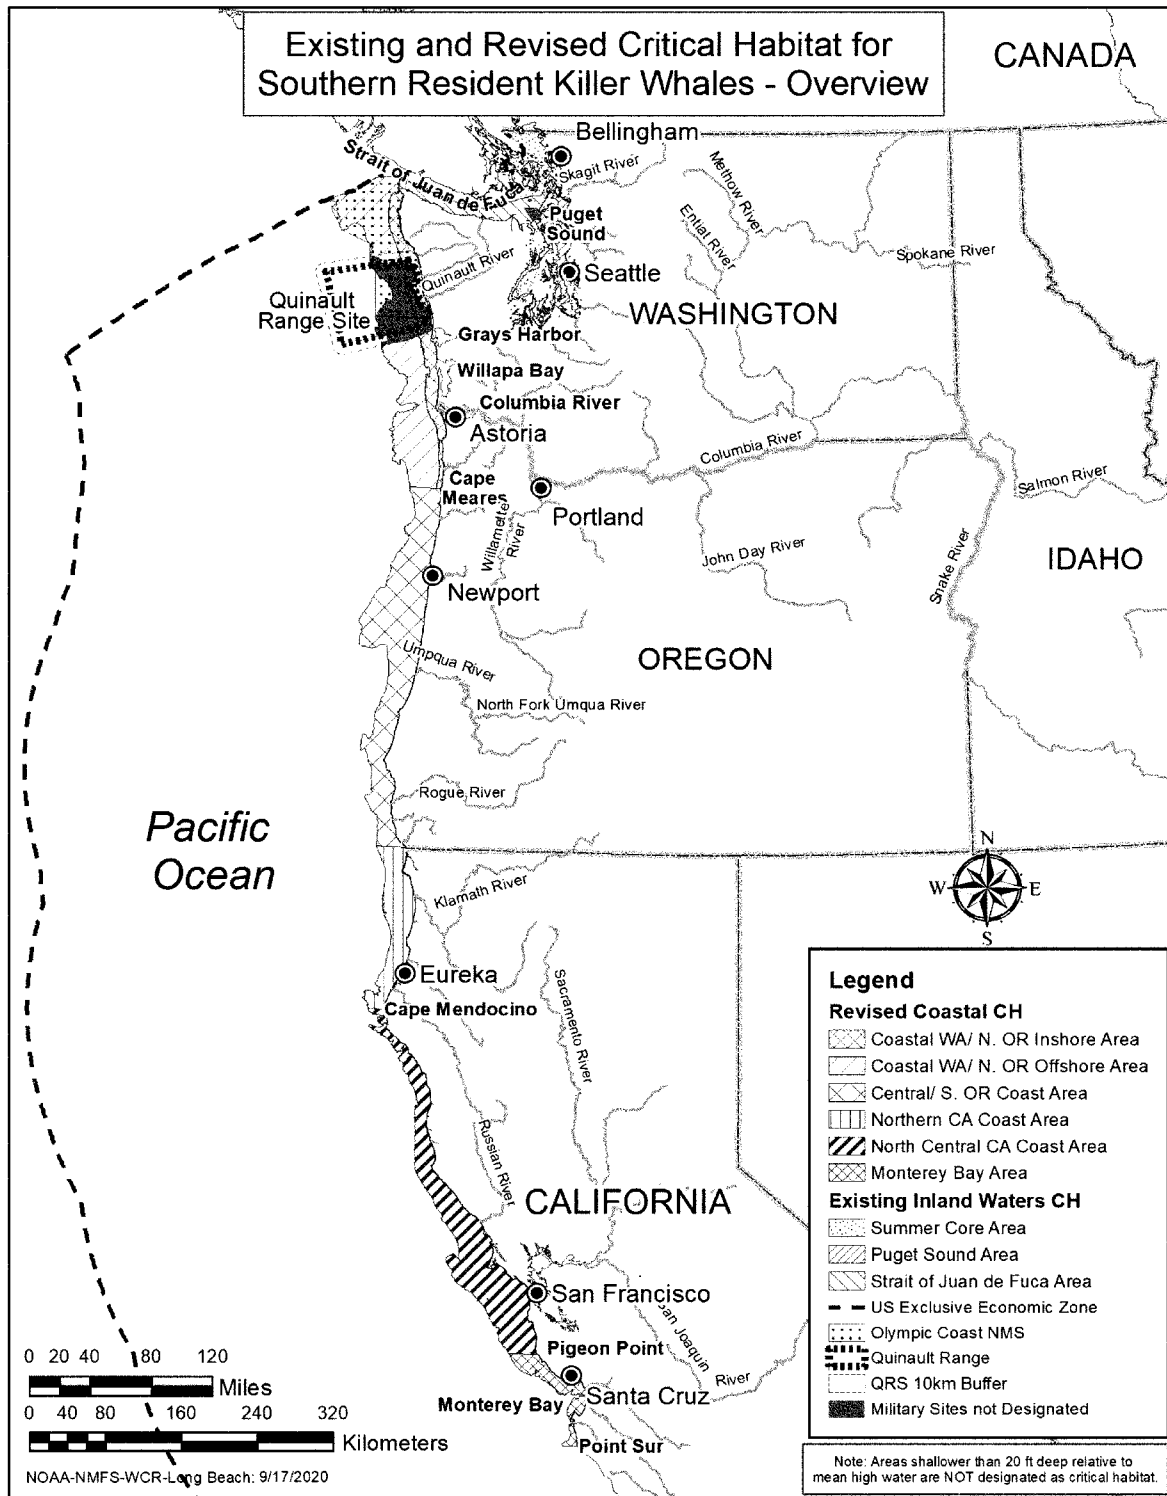 Existing and Revised Critical Habitat for
Southern Resident Killer Whales - Overview
CANADA
Bellingham
Strait of Juan de Fuca
Skagit River
Methow River
Entiat River
Puget
Sound
Spokane River
Quinault River
Seattle
Quinault
Range Site
WASHINGTON
Grays Harbor
Willapa Bay
Columbia River
Astoria
Columbia River
Cape
Meares
Salmon River
Portland
Willamette
River
John Day River
Snake River
IDAHO
Newport
Umpqua River
OREGON
North Fork Umqua River
Rogue River
Pacific
Ocean
N
W
E
S
Klamath River
Eureka
Sacramento River
Cape Mendocino
Russian River
CALIFORNIA
San Francisco
San Joaquin
River
Pigeon Point
Santa Cruz
Monterey Bay
Point Sur
Legend
Revised Coastal CH
Coastal WA/ N. OR Inshore Area
Coastal WA/ N. OR Offshore Area
Central/ S. OR Coast Area
Northern CA Coast Area
North Central CA Coast Area
Monterey Bay Area
Existing Inland Waters CH
Summer Core Area
Puget Sound Area
Strait of Juan de Fuca Area
US Exclusive Economic Zone
Olympic Coast NMS
Quinault Range
QRS 10km Buffer
Military Sites not Designated
0 20 40 80 120
Miles
0 40 80 160 240 320
Kilometers
NOAA-NMFS-WCR-Long Beach: 9/17/2020
Note: Areas shallower than 20 ft deep relative to
mean high water are NOT designated as critical habitat.